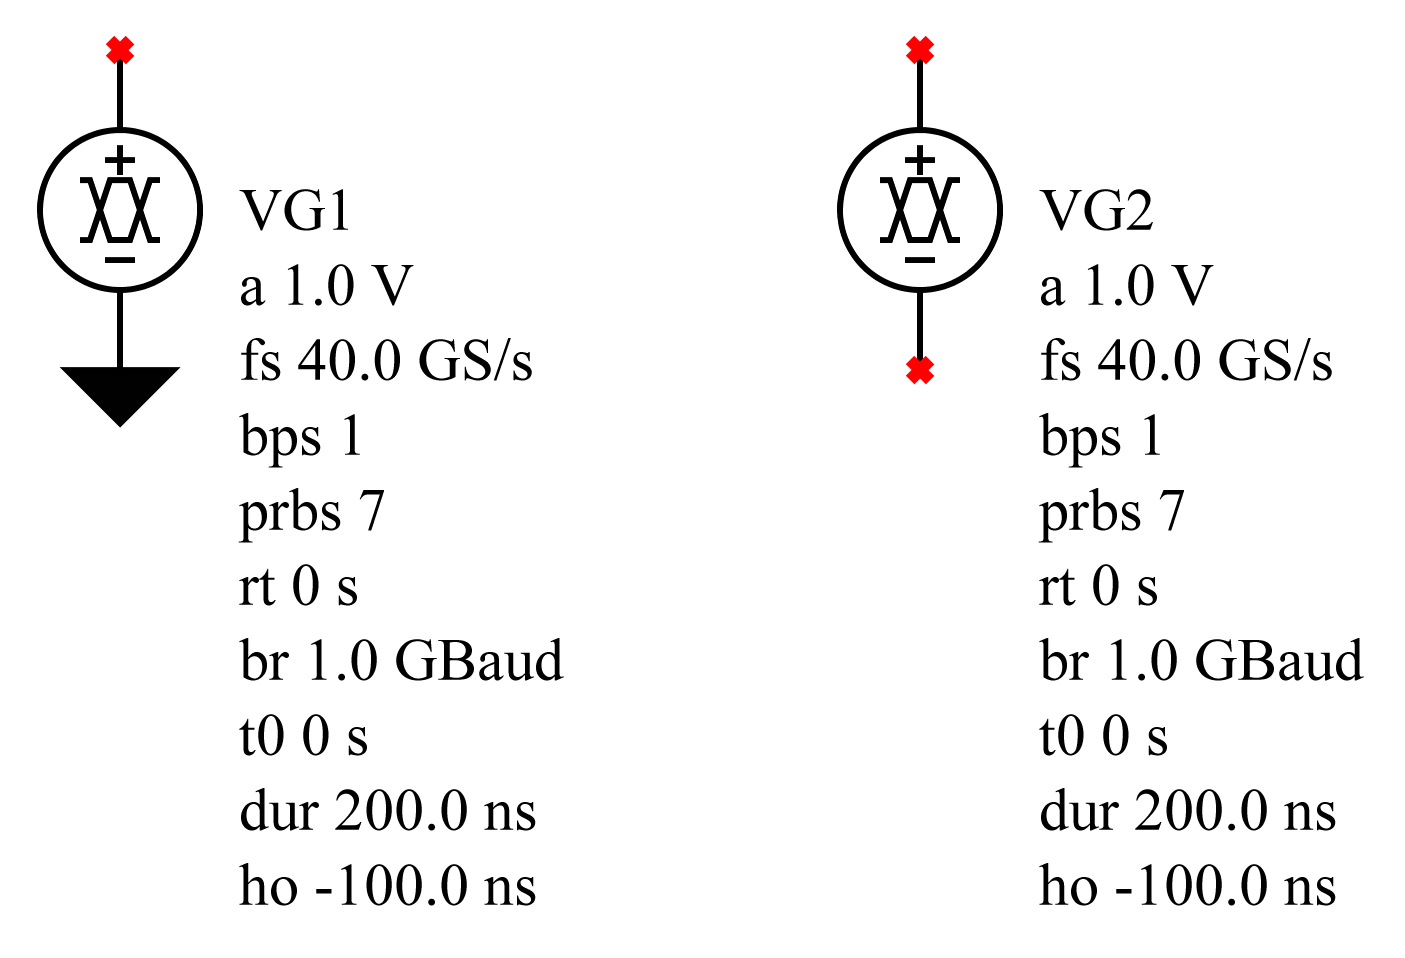 VG1
a 1.0 V
fs 40.0 GS/s
bps 1
prbs 7
rt 0 s
br 1.0 GBaud
t0 0 s
dur 200.0 ns
ho -100.0 ns
VG2
a 1.0 V
fs 40.0 GS/s
bps 1
prbs 7
rt 0 s
br 1.0 GBaud
t0 0 s
dur 200.0 ns
ho -100.0 ns